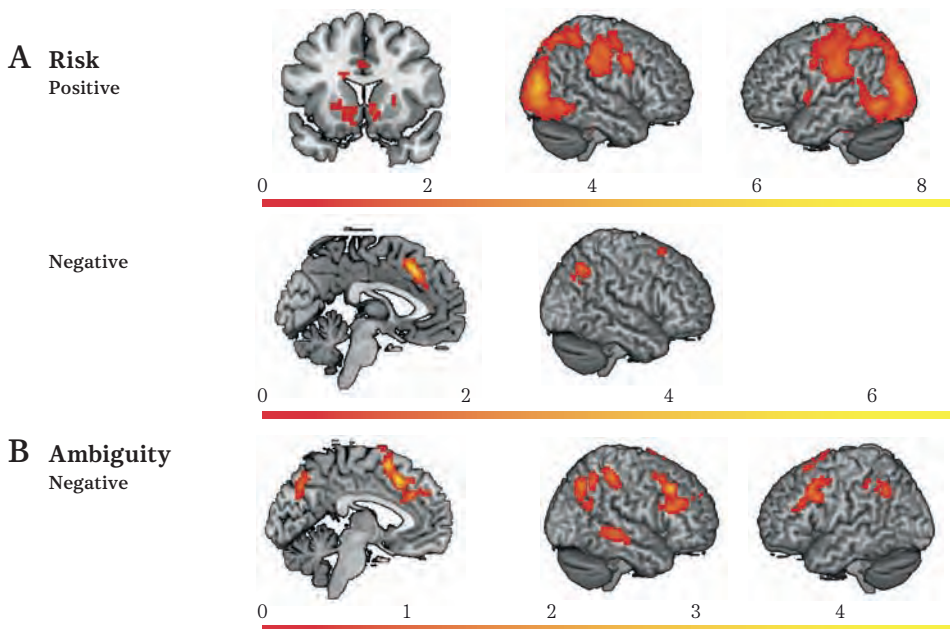 A Risk
Positive
0 2 4 6 8
Negative
0 2 4 6
B Ambiguity
Negative
0 1 2 3 4